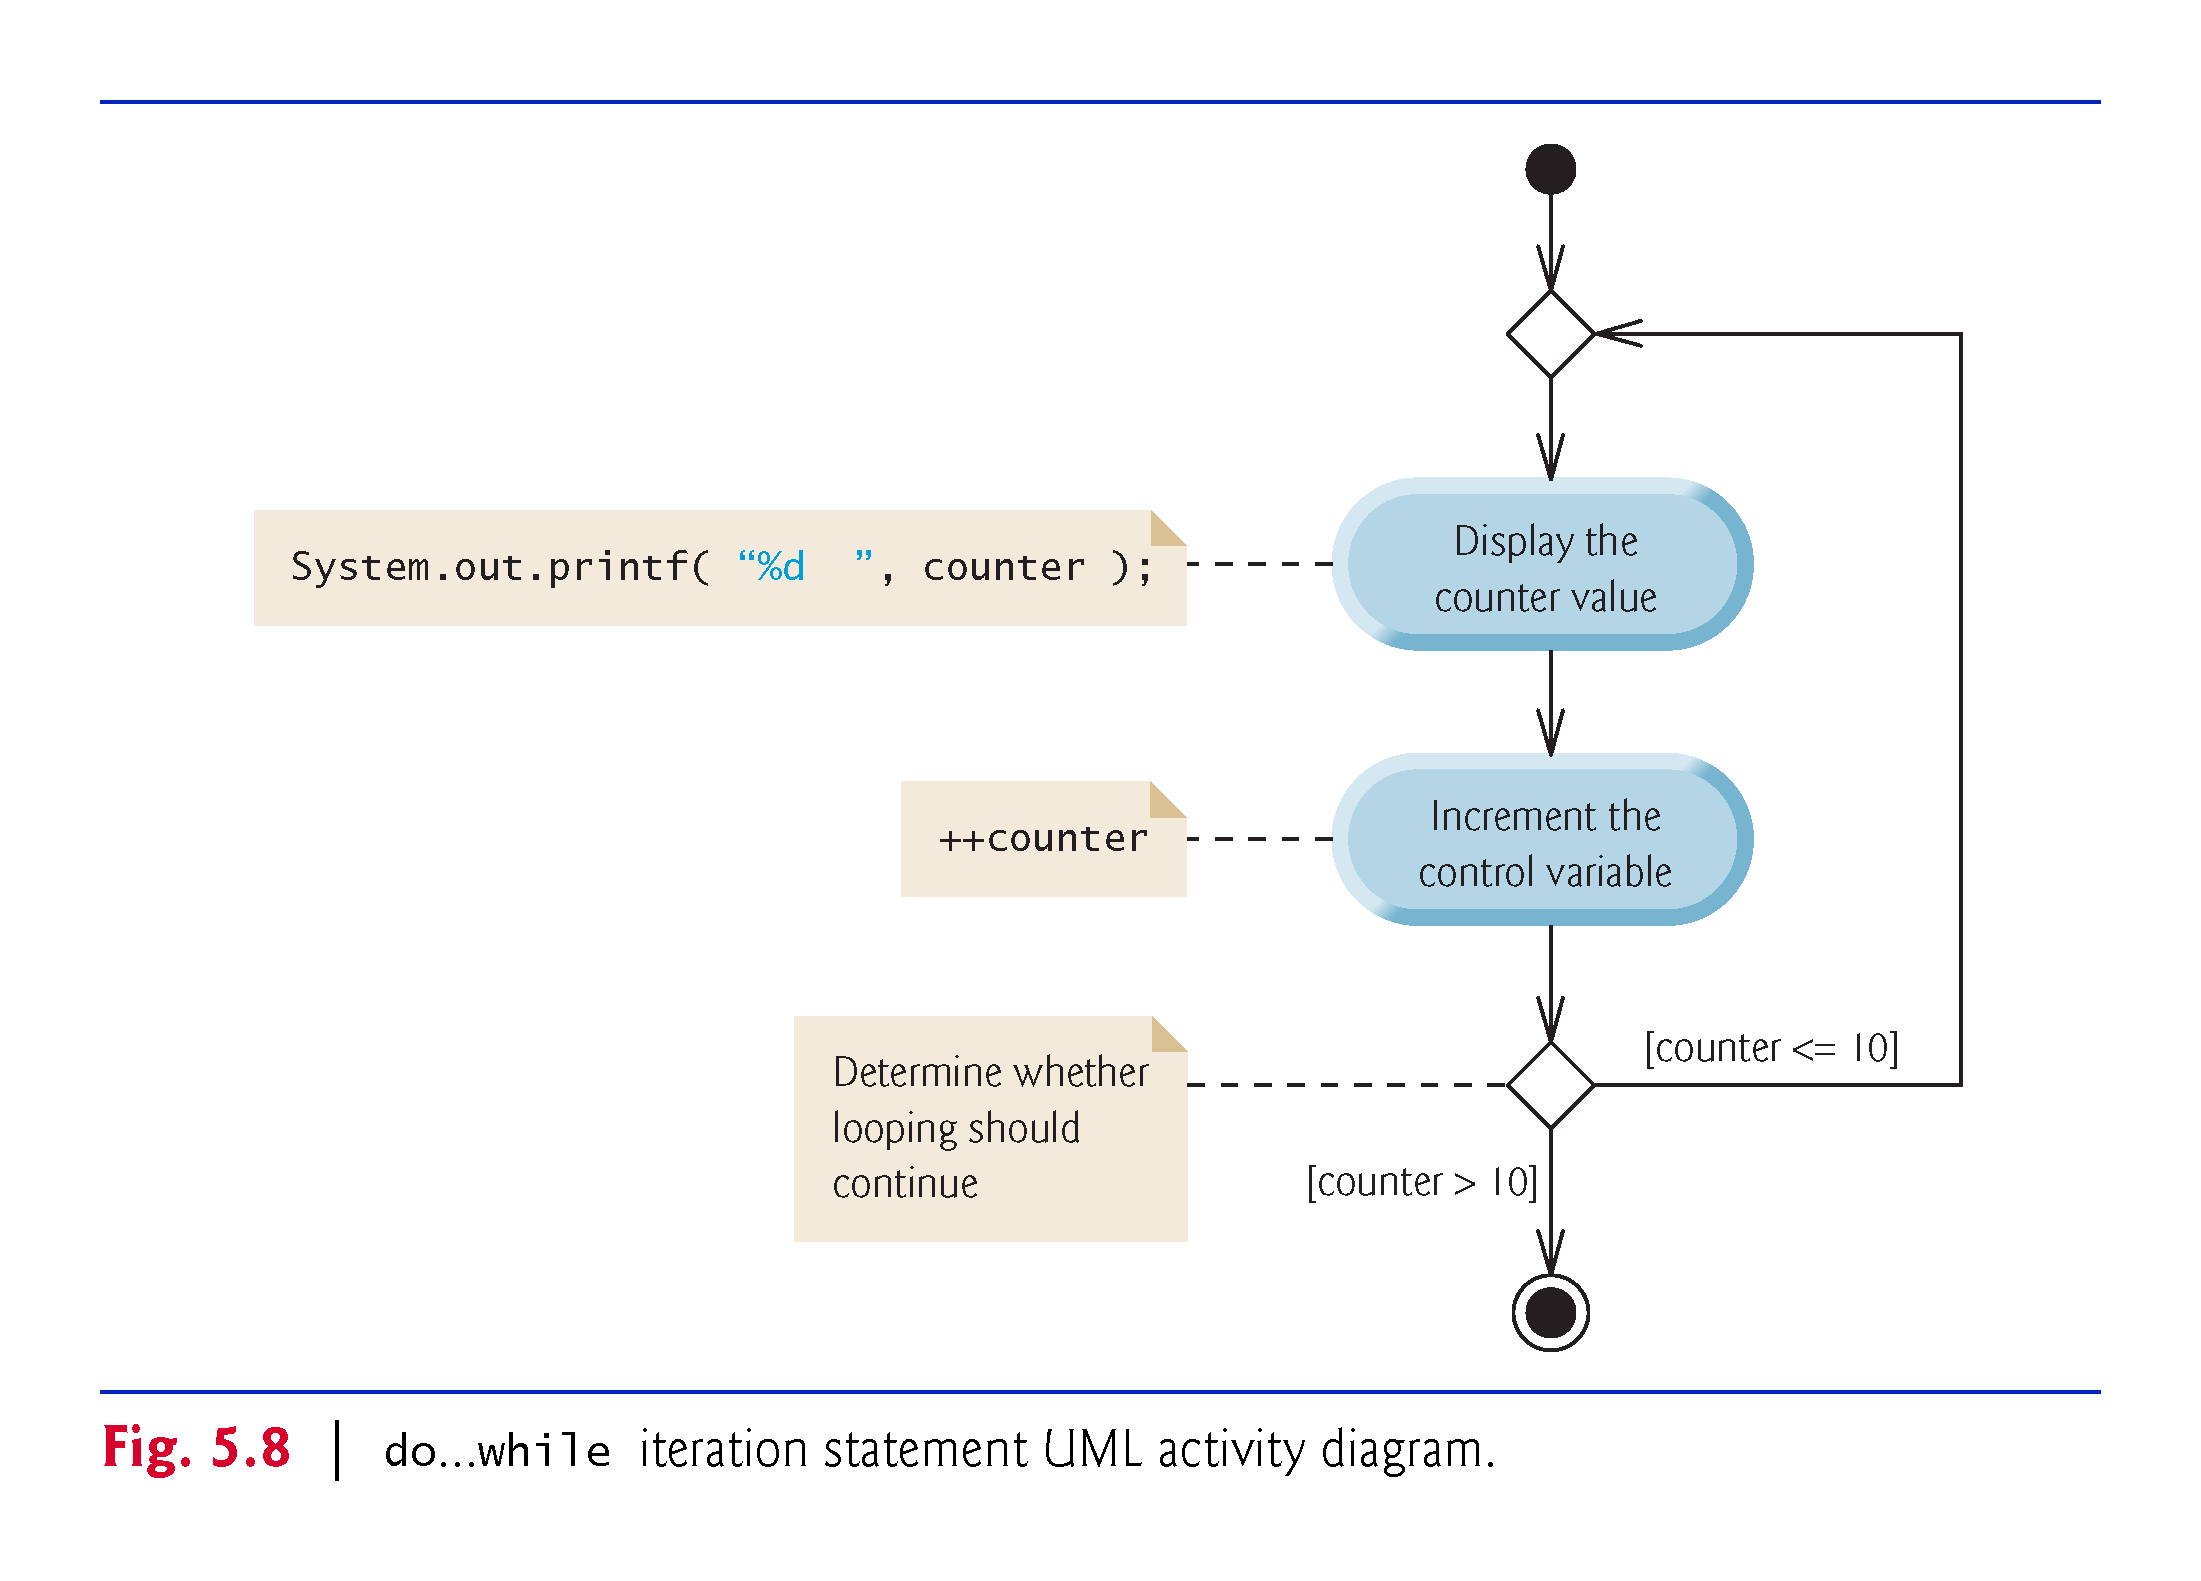 System.out.printf( “%d  ”, counter );
Display the
counter value
++counter
Increment the
control variable
Determine whether
looping should
continue
[counter <= 10]
[counter > 10]
Fig. 5.8 | do...while iteration statement UML activity diagram.